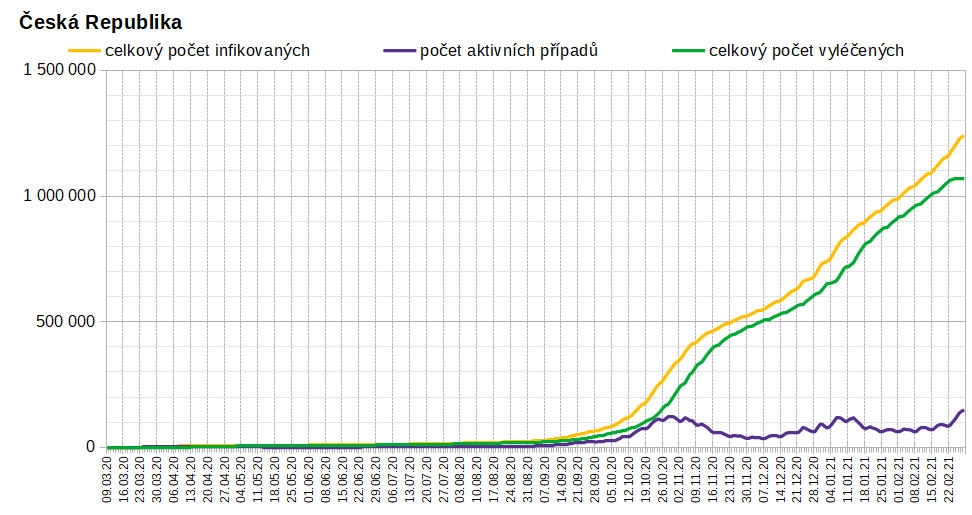 Česká Republika
celkový počet infikovaných počet aktivních případů celkový počet vyléčených
1 500 000
1 000 000
500 000
0
09.03.20 16.03.20 23.03.20 30.03.20 06.04.20 13.04.20 20.04.20 27.04.20 04.05.20 11.05.20 18.05.20 25.05.20 01.06.20 08.06.20 15.06.20 22.06.20 29.06.20 06.07.20 13.07.20 20.07.20 27.07.20 03.08.20 10.08.20 17.08.20 24.08.20 31.08.20 07.09.20 14.09.20 21.09.20 28.09.20 05.10.20 12.10.20 19.10.20 26.10.20 02.11.20 09.11.20 16.11.20 23.11.20 30.11.20 07.12.20 14.12.20 21.12.20 28.12.20 04.01.21 11.01.21 18.01.21 25.01.21 01.02.21 08.02.21 15.02.21 22.02.21